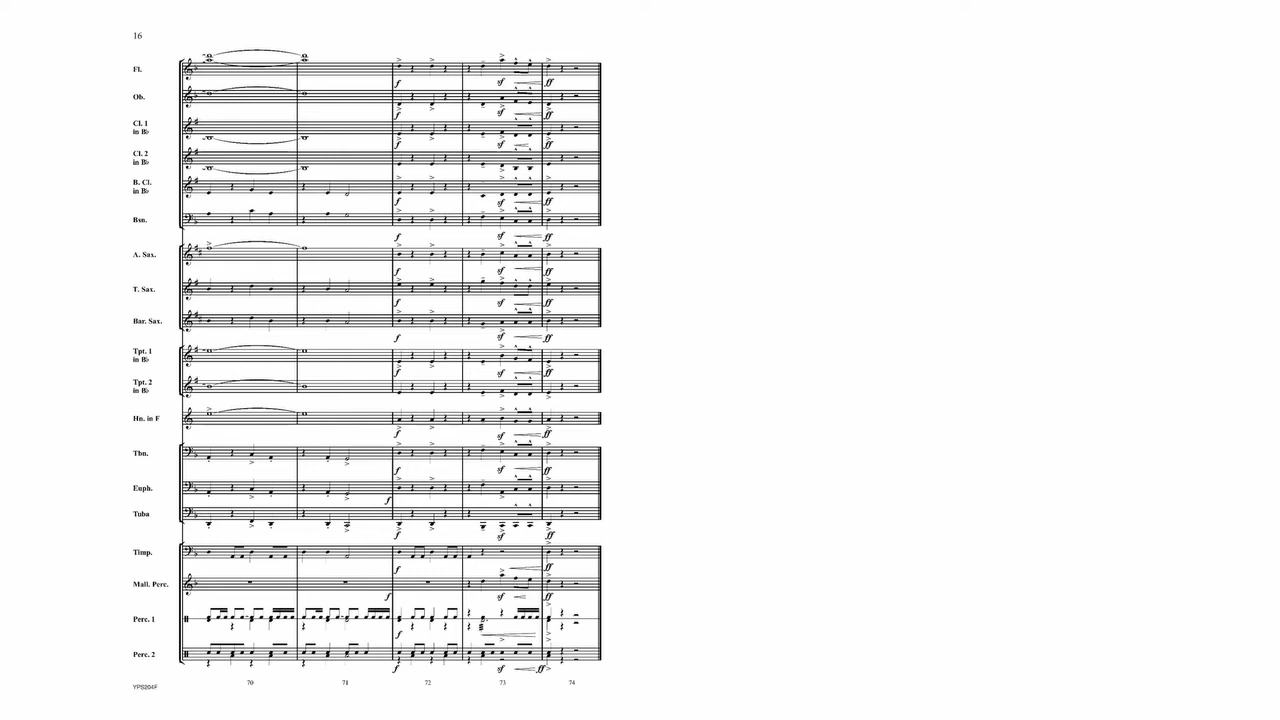 16
Fl.
Ob.
Cl. 1
in B♭
Cl. 2
in B♭
B. Cl.
in B♭
Bsn.
A. Sax.
T. Sax.
Bar. Sax.
Tpt. 1
in B♭
Tpt. 2
in B♭
Hn. in F
Tbn.
Euph.
Tuba
Timp.
Mall. Perc.
Perc. 1
Perc. 2
f sf ff
YPS204F
70 71 72 73 74